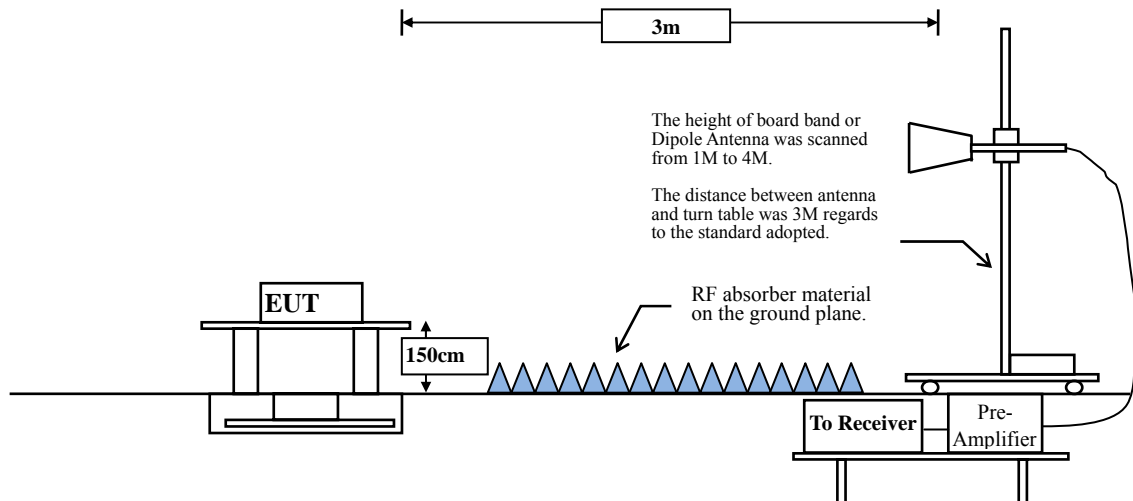 3m
The height of board band or
Dipole Antenna was scanned
from 1M to 4M.
The distance between antenna
and turn table was 3M regards
to the standard adopted.
EUT
RF absorber material
on the ground plane.
150cm
To Receiver
Pre-
Amplifier